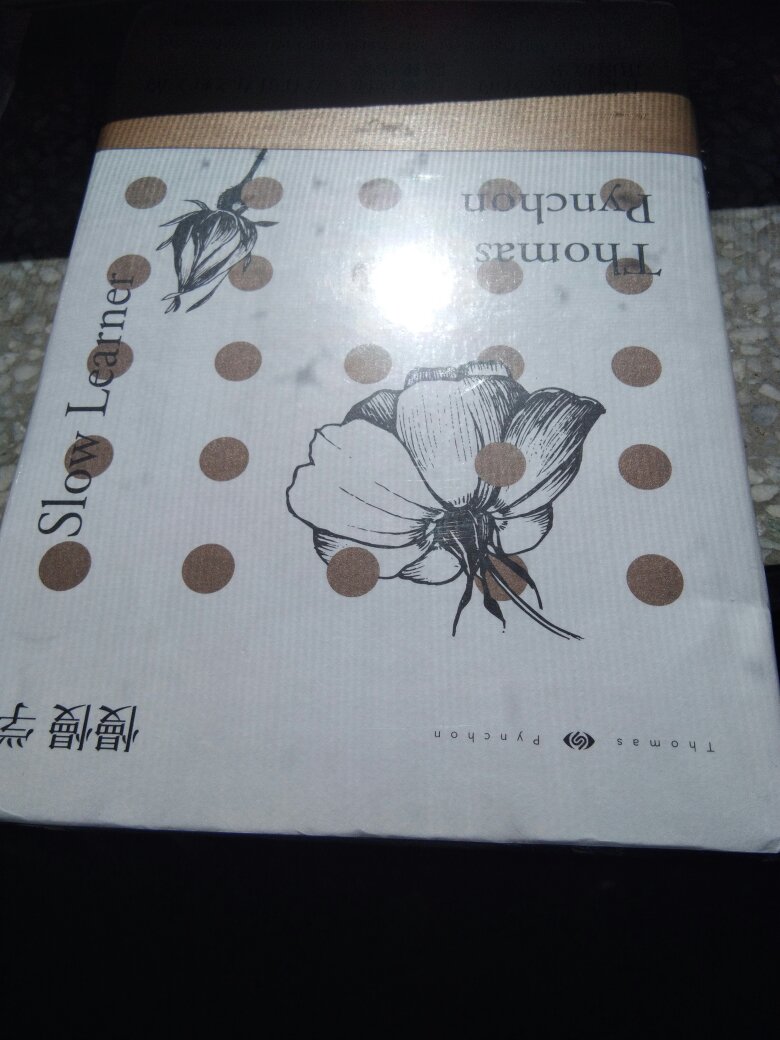 Thomas Pynchon
慢慢学
Slow Learner
Thomas
Pynchon